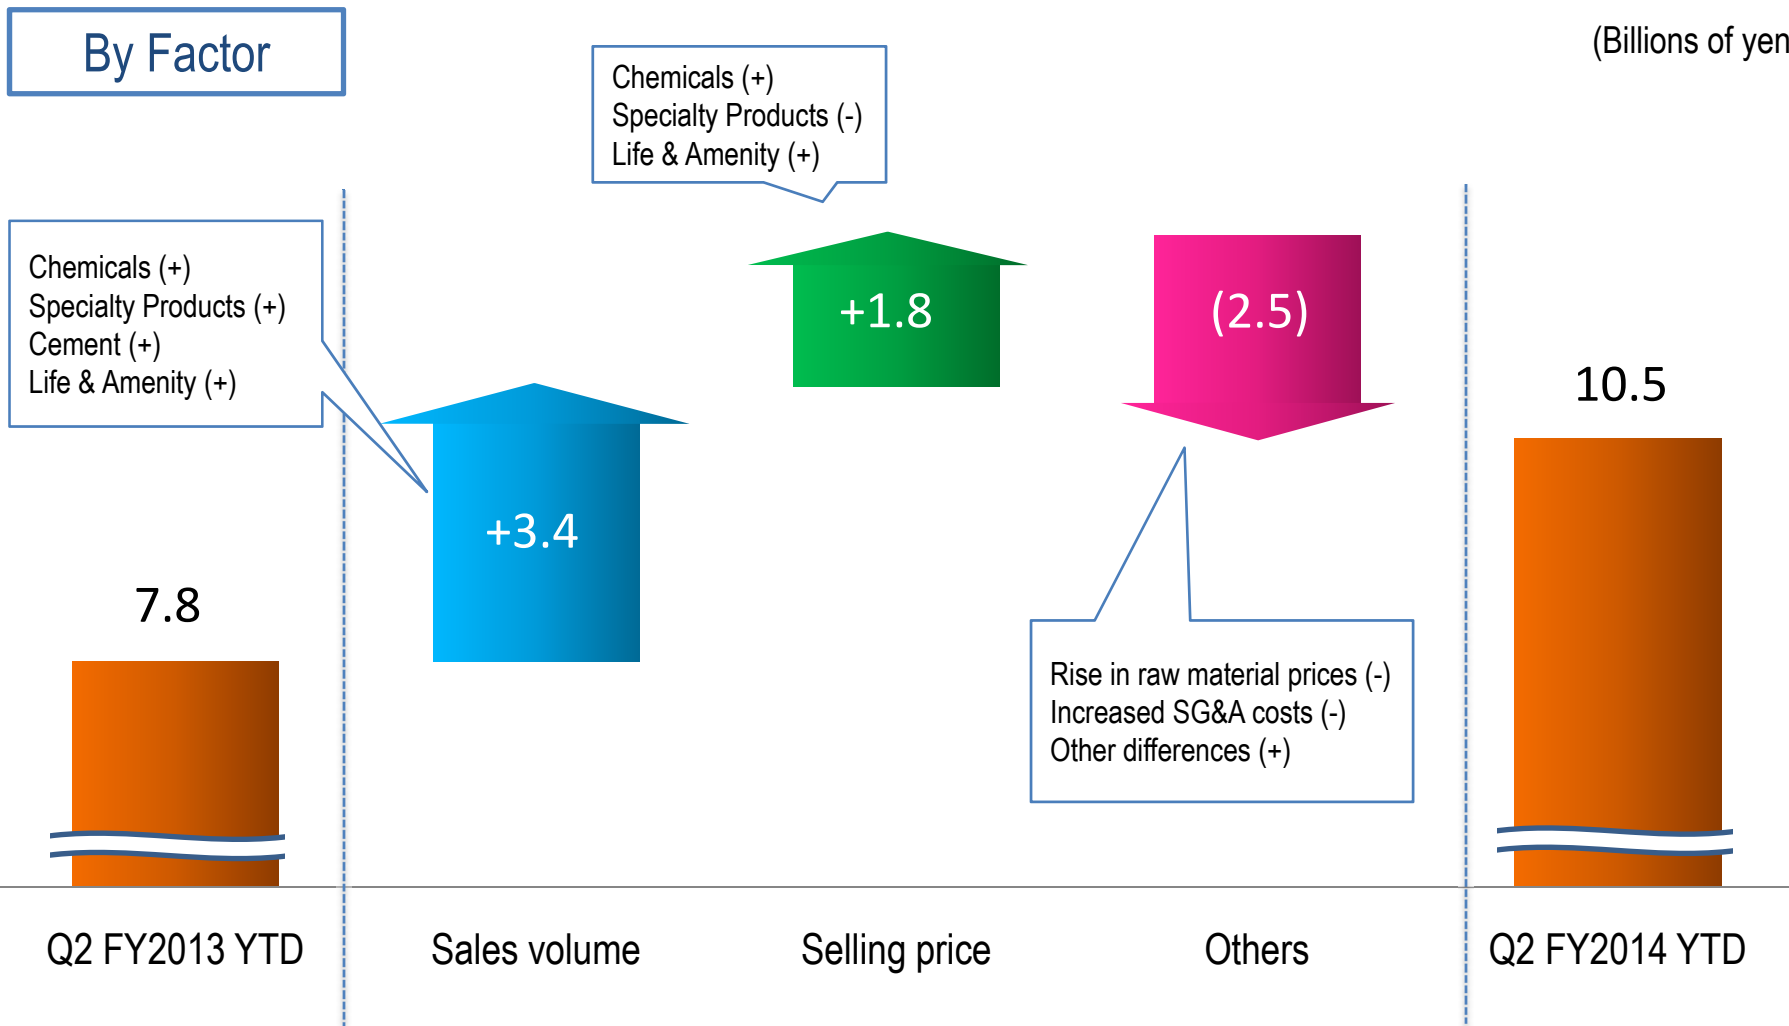 By Factor
(Billions of yen
Chemicals (+)
Specialty Products (-)
Life & Amenity (+)
Chemicals (+)
Specialty Products (+)
Cement (+)
Life & Amenity (+)
+1.8
(2.5)
10.5
+3.4
7.8
Rise in raw material prices (-)
Increased SG&A costs (-)
Other differences (+)
Q2 FY2013 YTD
Sales volume
Selling price
Others
Q2 FY2014 YTD